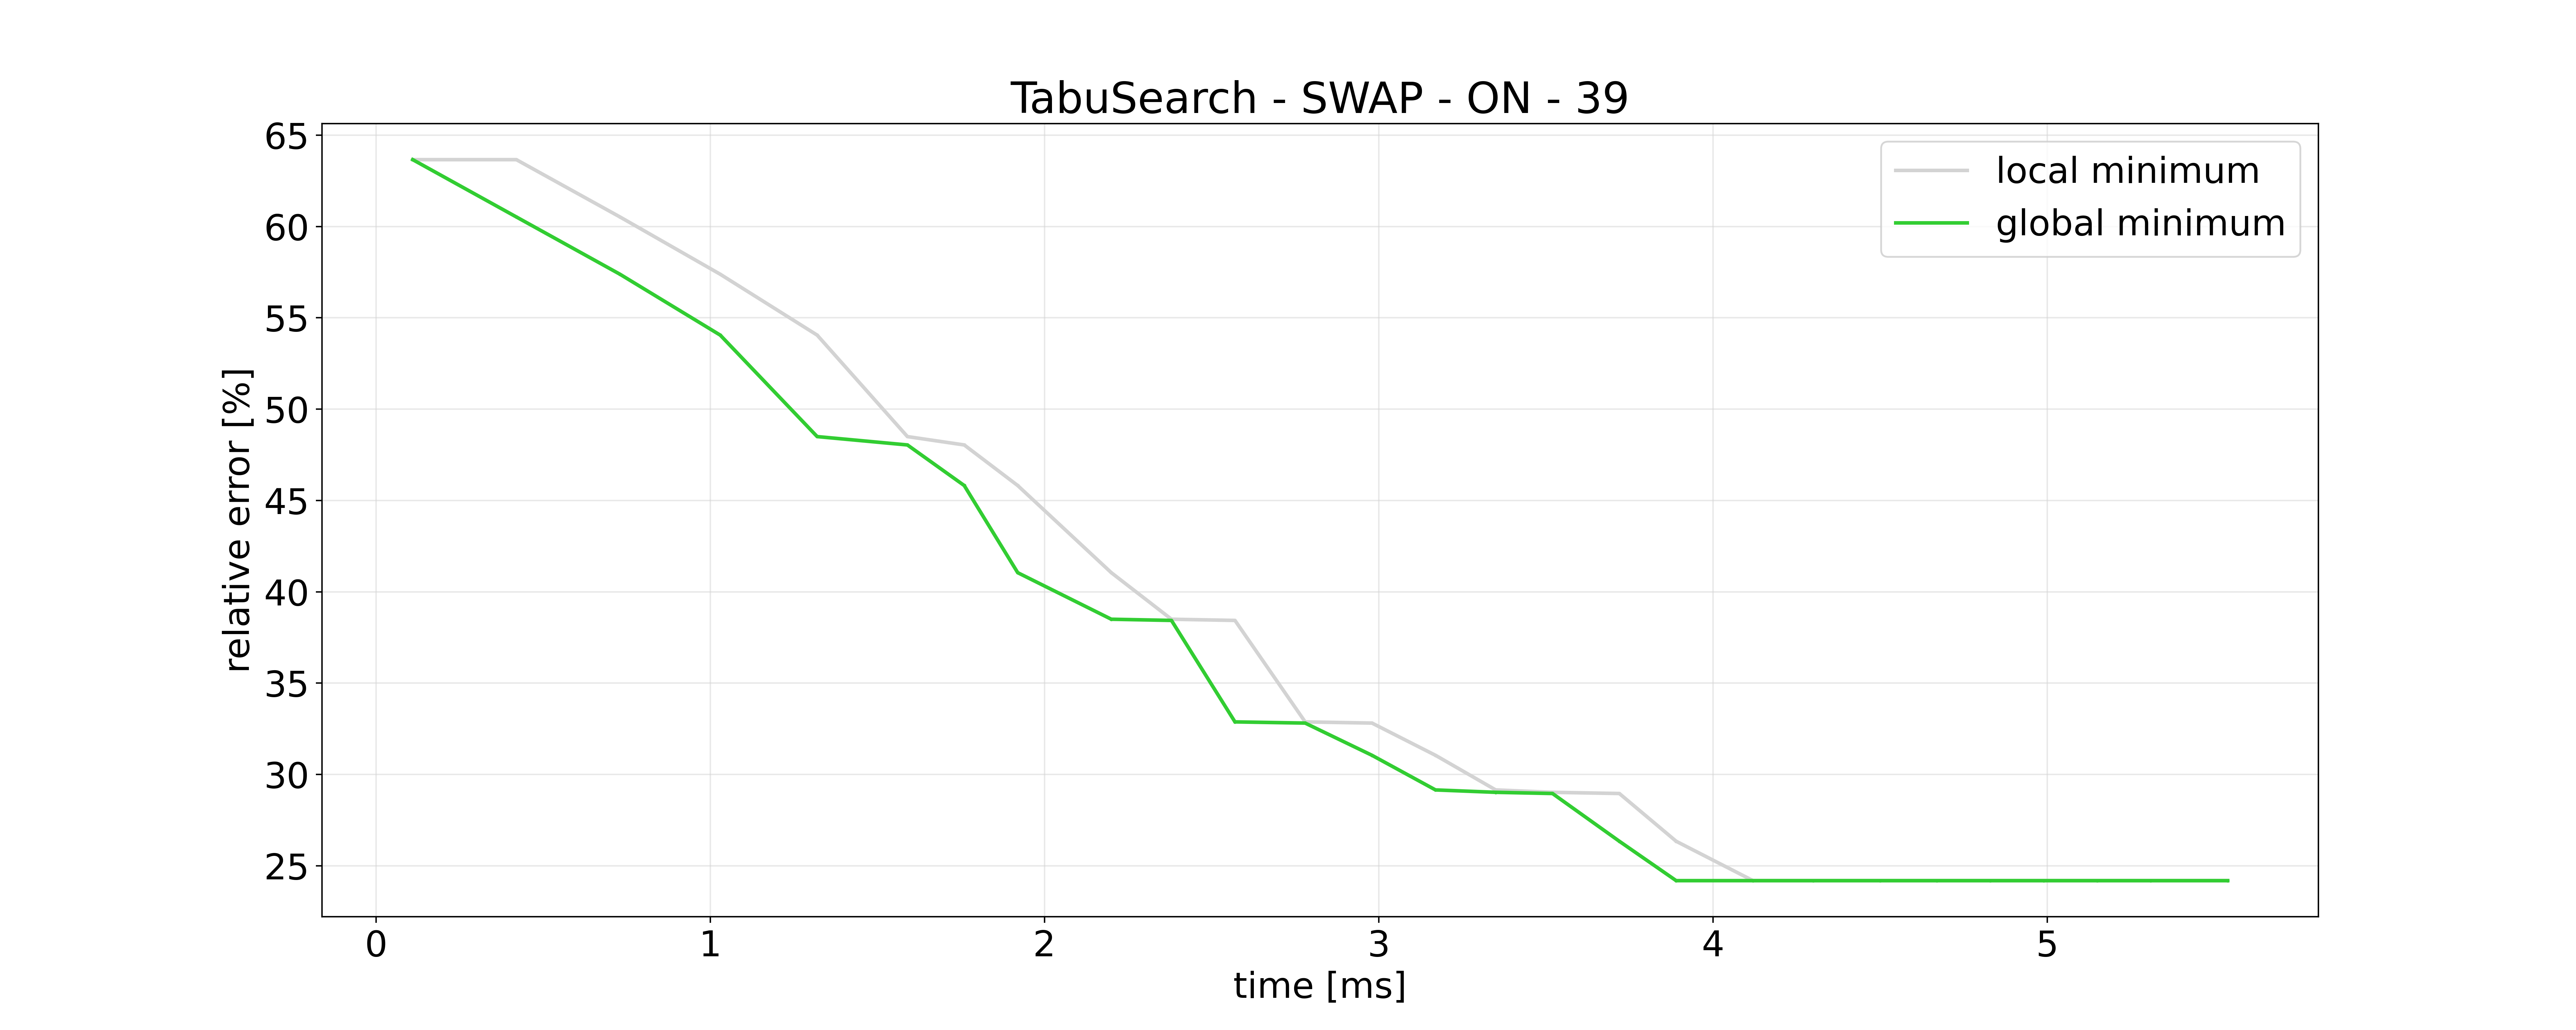 TabuSearch - SWAP - ON - 39
local minimum
global minimum
relative error [%]
65
60
55
50
45
40
35
30
25
0 1 2 3 4 5
time [ms]